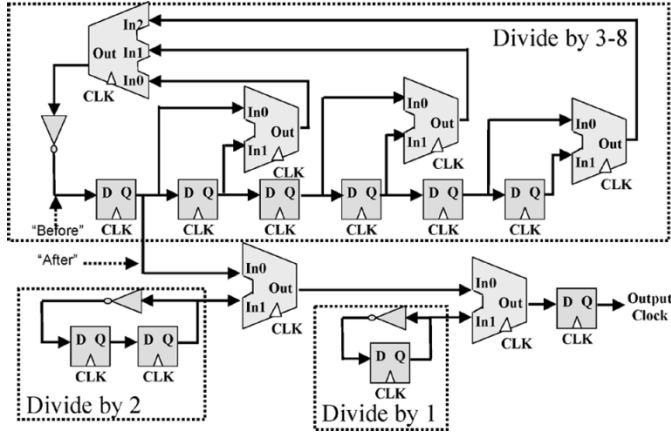 In2
Divide by 3-8
Out In1
In0
CLK
In0
Out
In1
CLK
In0
Out
In1
CLK
In0
Out
In1
CLK
D Q
CLK
D Q
CLK
D Q
CLK
D Q
CLK
D Q
CLK
D Q
CLK
"Before"
"After"
In0
Out
In1
CLK
In0
Out
In1
CLK
D Q
CLK
Output
Clock
D Q
CLK
D Q
CLK
Divide by 2
D Q
CLK
Divide by 1